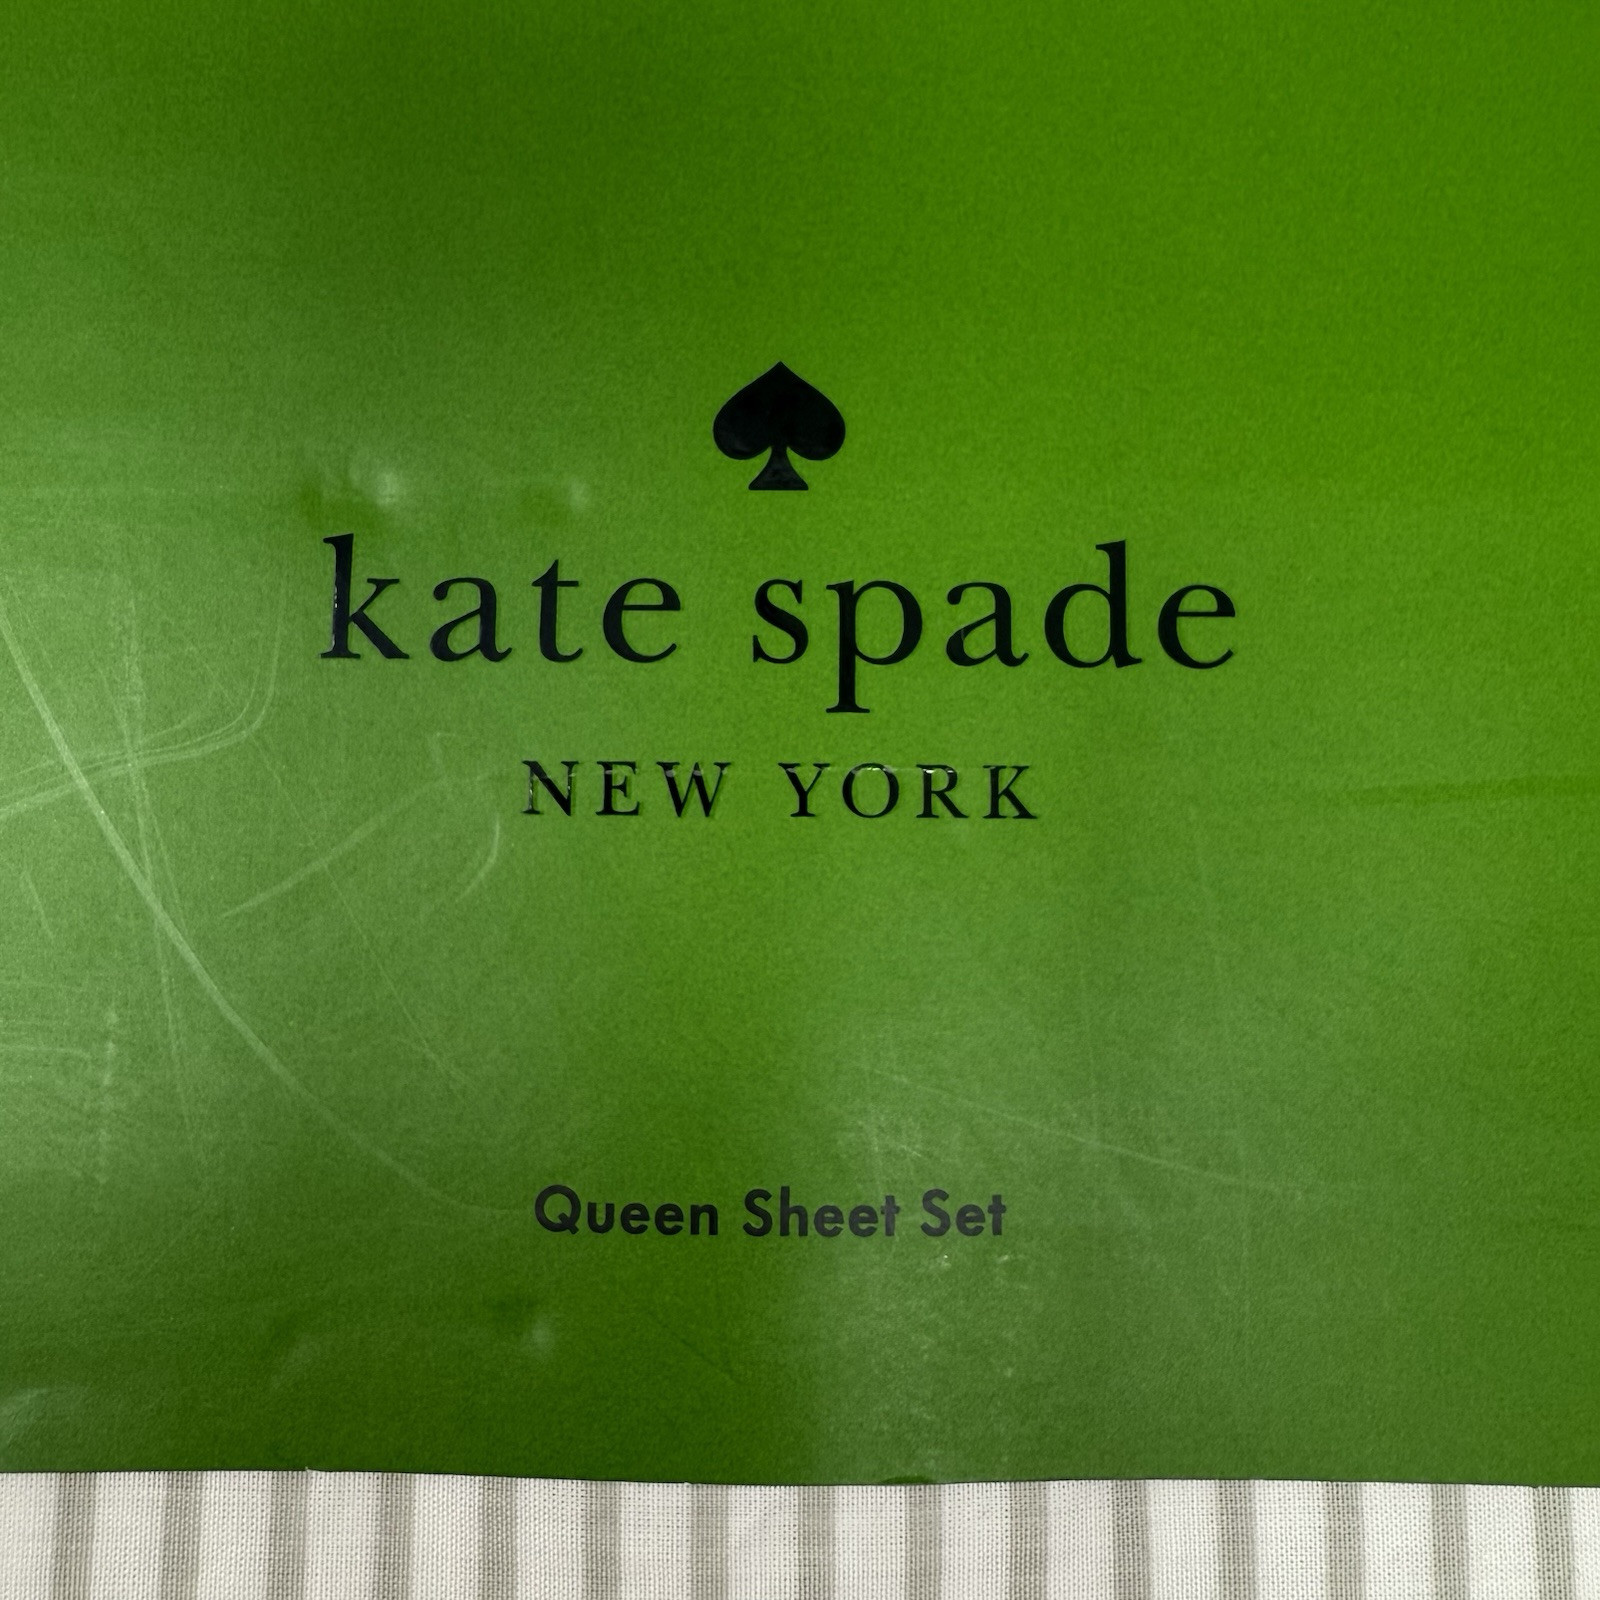 kate spade
NEW YORK
Queen Sheet Set